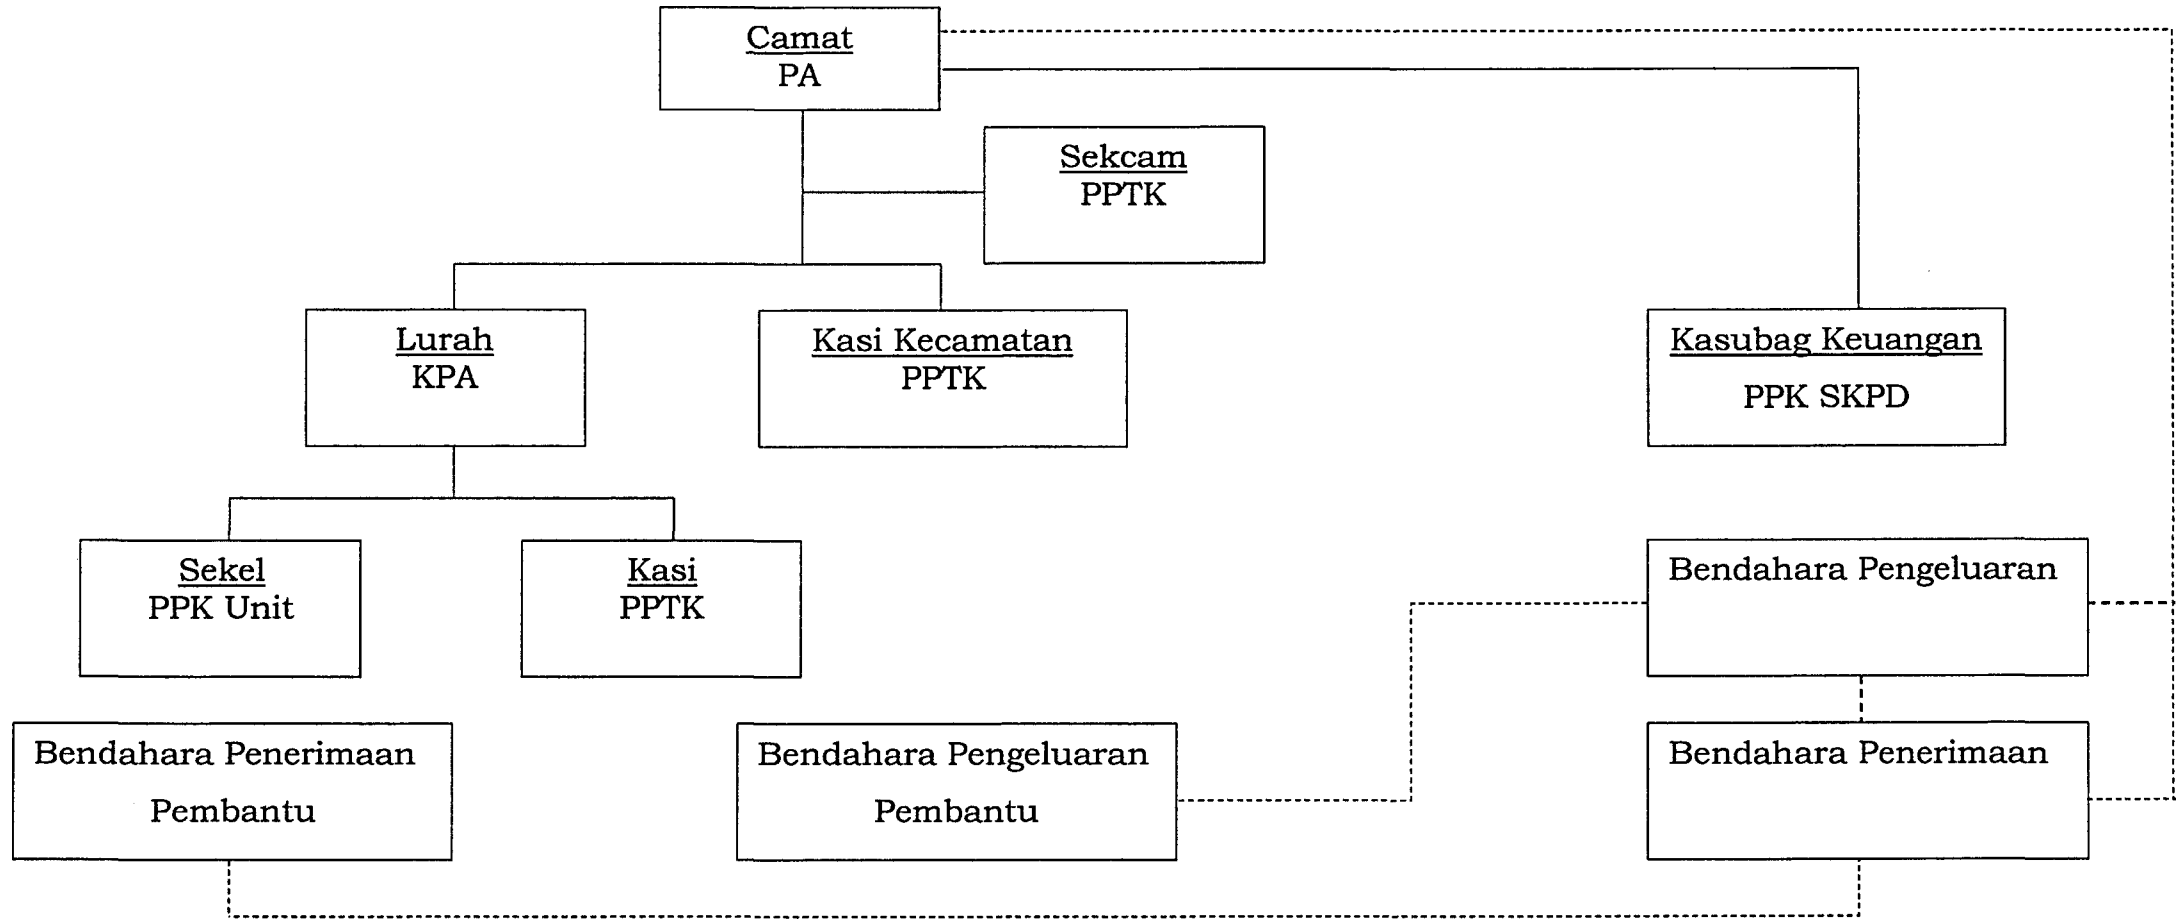 Camat
PA
Sekcam
PPTK
Lurah
KPA
Kasi Kecamatan
PPTK
Kasubag Keuangan
PPK SKPD
Sekel
PPK Unit
Kasi
PPTK
Bendahara Pengeluaran
Bendahara Penerimaan
Pembantu
Bendahara Pengeluaran
Pembantu
Bendahara Penerimaan